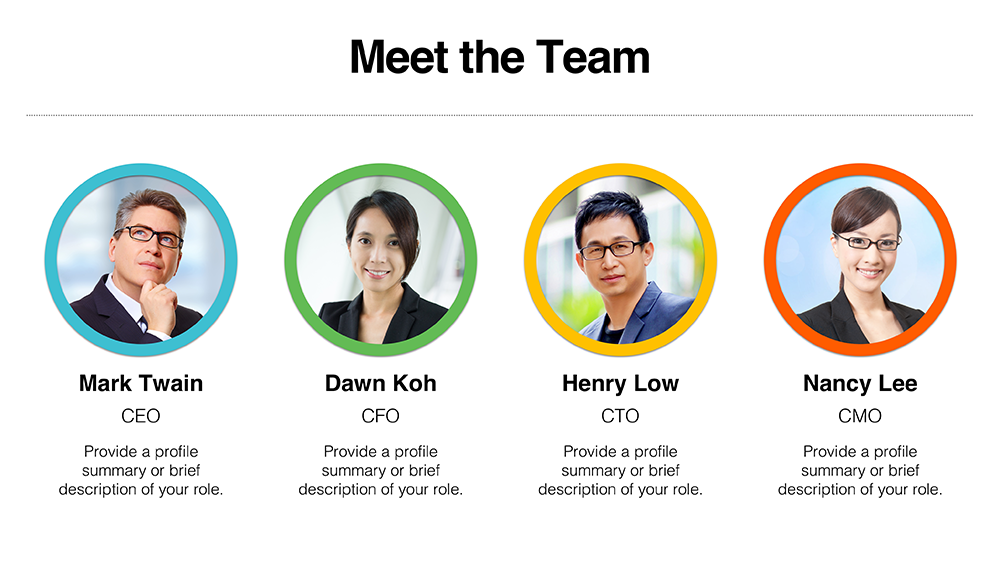 Meet the Team
Mark Twain
CEO
Provide a profile
summary or brief
description of your role.
Dawn Koh
CFO
Provide a profile
summary or brief
description of your role.
Henry Low
CTO
Provide a profile
summary or brief
description of your role.
Nancy Lee
CMO
Provide a profile
summary or brief
description of your role.